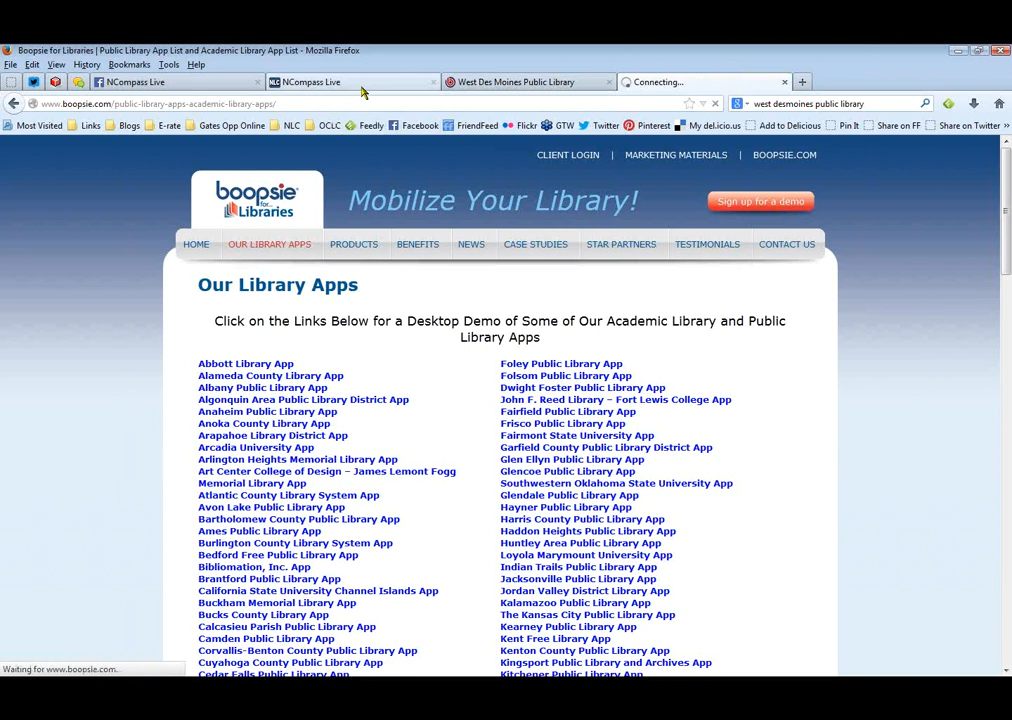 Boopsie for Libraries | Public Library App List and Academic Library App List - Mozilla Firefox
File Edit View History Bookmarks Tools Help
NCompass Live NLC NCompass Live West Des Moines Public Library Connecting...
www.boopsie.com/public-library-apps-academic-library-apps/ west desmoines public library
Most Visited Links Blogs E-rate Gates Opp Online NLC OCLC Feedly Facebook FriendFeed Flickr GTW Twitter Pinterest My del.icio.us Add to Delicious Pin It Share on FF Share on Twitter
CLIENT LOGIN | MARKETING MATERIALS | BOOPSIE.COM
boopsie for... Libraries
Mobilize Your Library!
Sign up for a demo
HOME OUR LIBRARY APPS PRODUCTS BENEFITS NEWS CASE STUDIES STAR PARTNERS TESTIMONIALS CONTACT US
Our Library Apps
Click on the Links Below for a Desktop Demo of Some of Our Academic Library and Public
Library Apps
Abbott Library App
Alameda County Library App
Albany Public Library App
Algonquin Area Public Library District App
Anaheim Public Library App
Anoka County Library App
Arapahoe Library District App
Arcadia University App
Arlington Heights Memorial Library App
Art Center College of Design – James Lemont Fogg
Memorial Library App
Atlantic County Library System App
Avon Lake Public Library App
Bartholomew County Public Library App
Ames Public Library App
Burlington County Library System App
Bedford Free Public Library App
Bibliomation, Inc. App
Brantford Public Library App
California State University Channel Islands App
Buckham Memorial Library App
Bucks County Library App
Calcasieu Parish Public Library App
Camden Public Library App
Corvallis-Benton County Public Library App
Cuyahoga County Public Library App
Cedar Falls Public Library App
Foley Public Library App
Folsom Public Library App
Dwight Foster Public Library App
John F. Reed Library – Fort Lewis College App
Fairfield Public Library App
Frisco Public Library App
Fairmont State University App
Garfield County Public Library District App
Glen Ellyn Public Library App
Glencoe Public Library App
Southwestern Oklahoma State University App
Glendale Public Library App
Hayner Public Library App
Harris County Public Library App
Haddon Heights Public Library App
Huntley Area Public Library App
Loyola Marymount University App
Indian Trails Public Library App
Jacksonville Public Library App
Jordan Valley District Library App
Kalamazoo Public Library App
The Kansas City Public Library App
Kearney Public Library App
Kent Free Library App
Kenton County Public Library App
Kingsport Public Library and Archives App
Kitchener Public Library App
Waiting for www.boopsie.com...